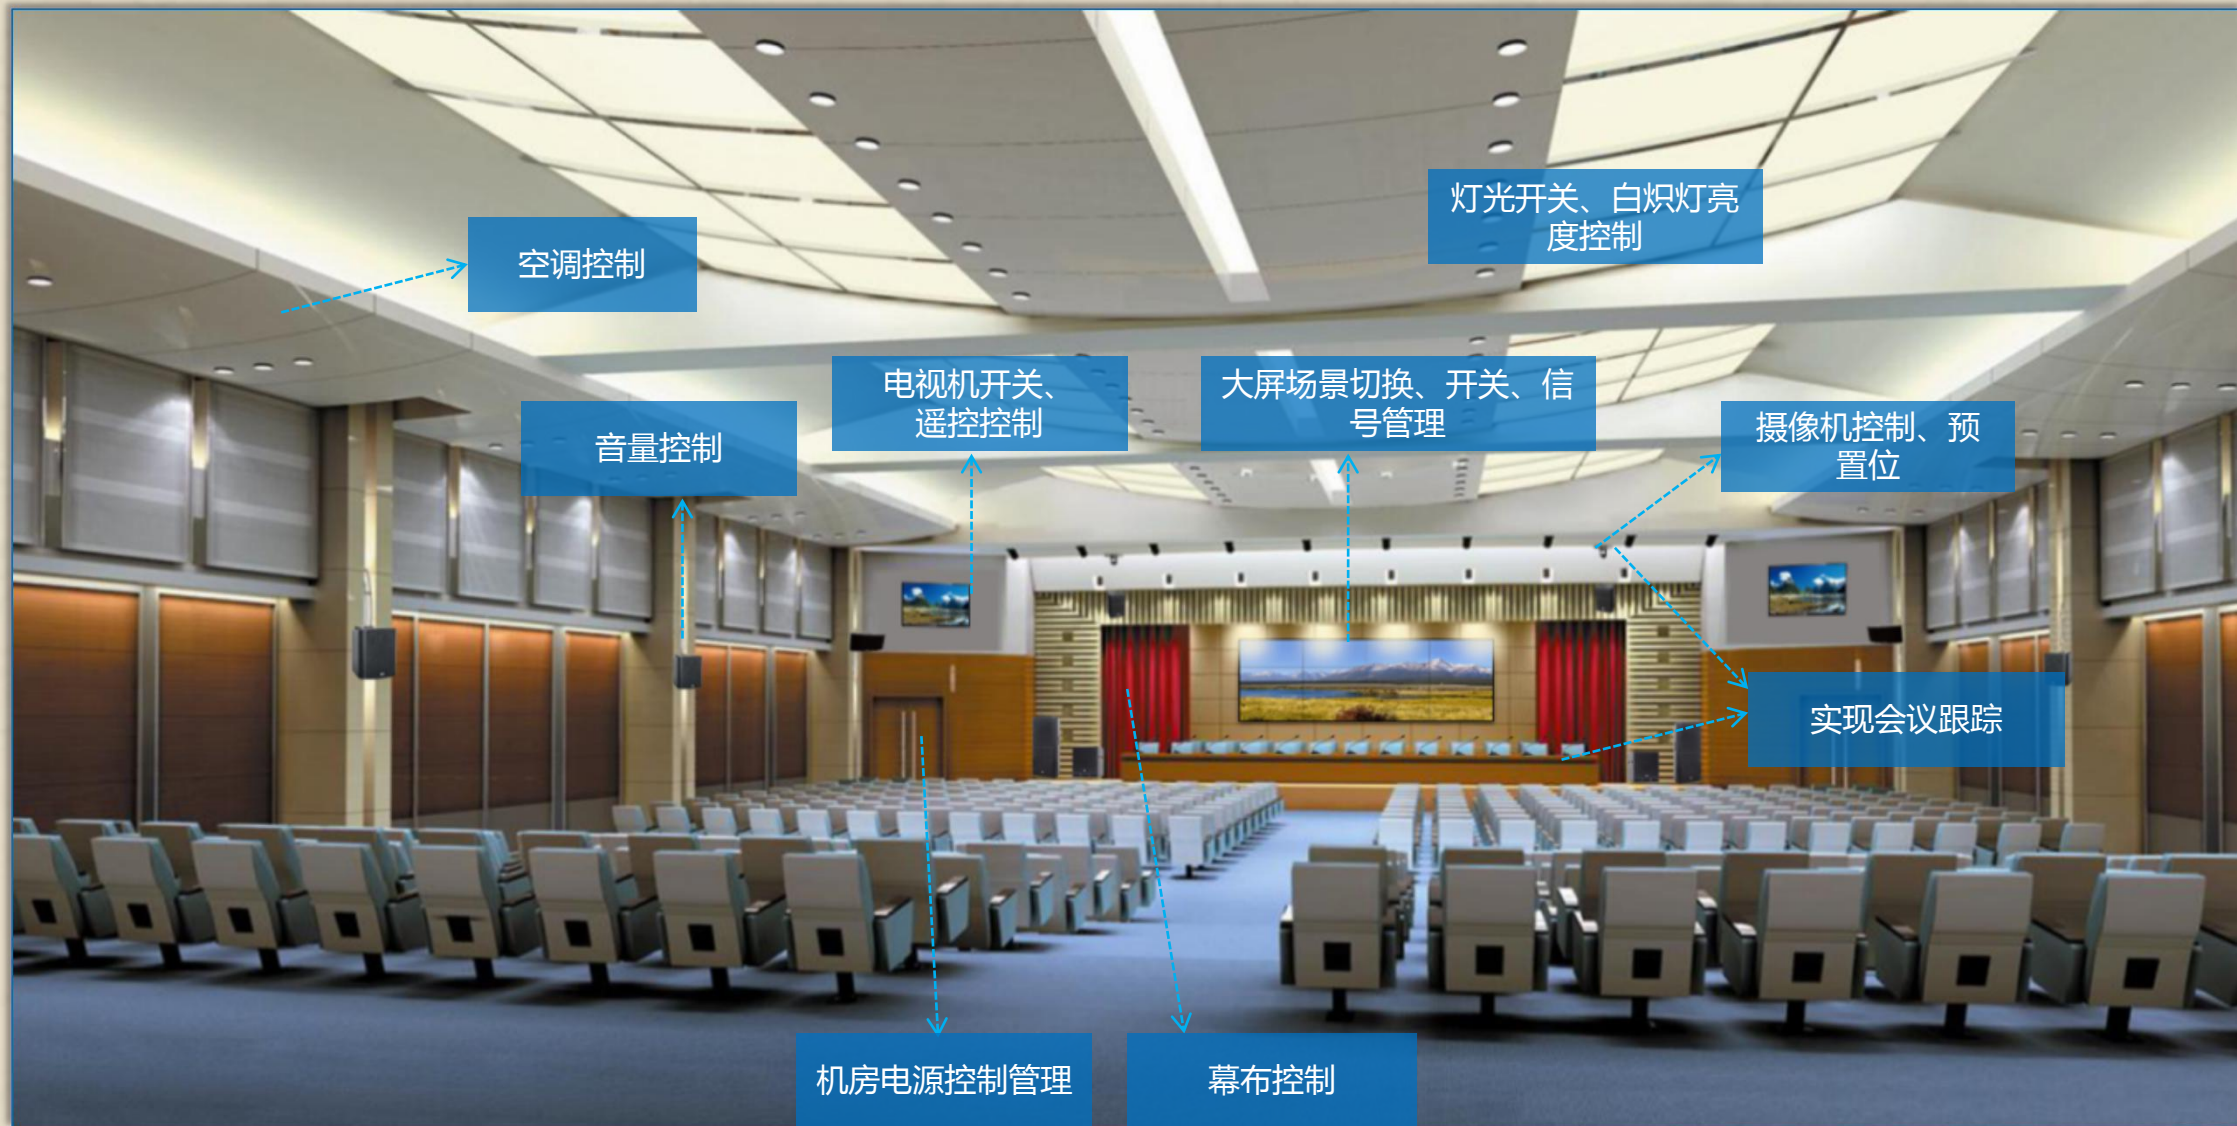 灯光开关、白炽灯亮
度控制
空调控制
电视机开关、
遥控控制
大屏场景切换、开关、信
号管理
音量控制
摄像机控制、预
置位
实现会议跟踪
机房电源控制管理
幕布控制